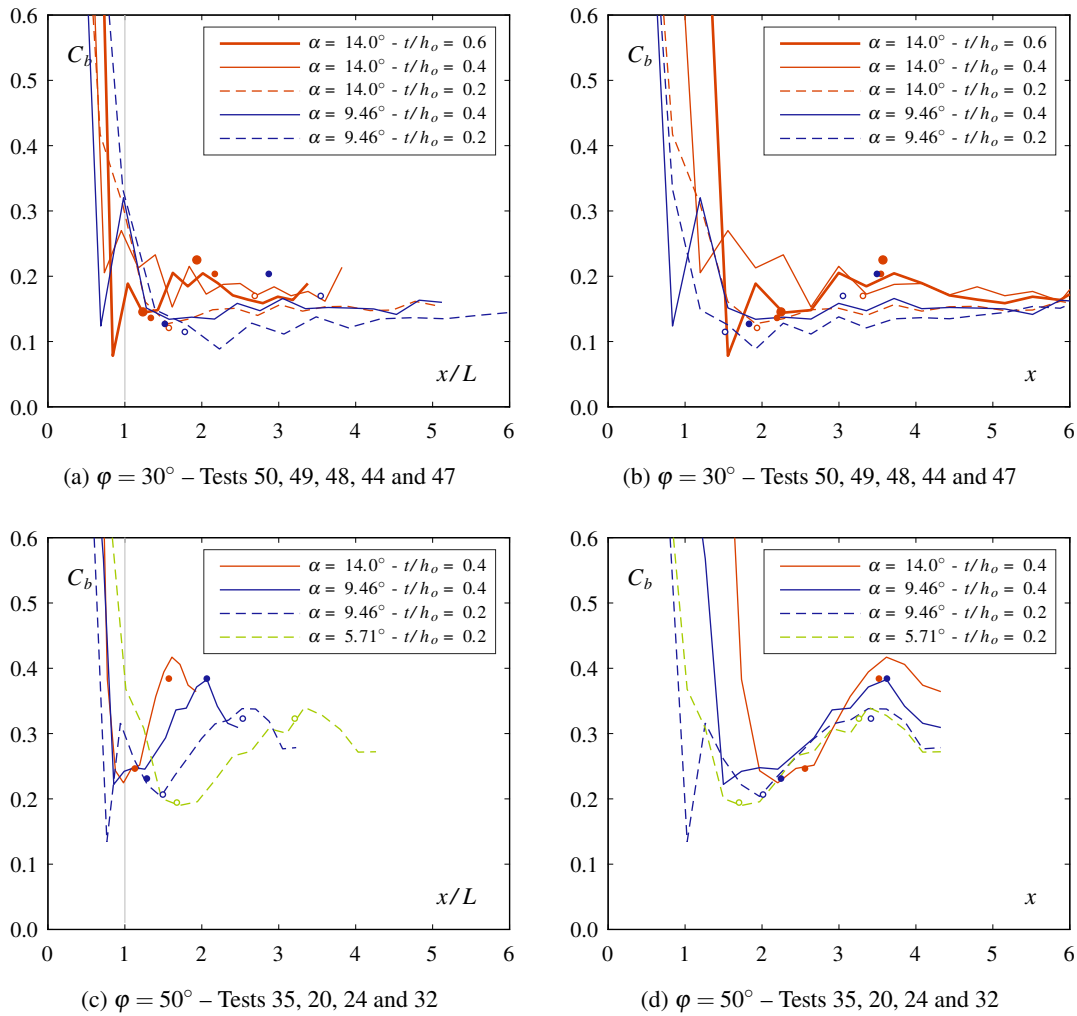 0.6
0.5
0.4
0.3
0.2
0.1
0.0
C_b
α = 14.0° - t/h_o = 0.6
α = 14.0° - t/h_o = 0.4
α = 14.0° - t/h_o = 0.2
α = 9.46° - t/h_o = 0.4
α = 9.46° - t/h_o = 0.2
x/L
0 1 2 3 4 5 6
(a) φ = 30° – Tests 50, 49, 48, 44 and 47
0.6
0.5
0.4
0.3
0.2
0.1
0.0
C_b
α = 14.0° - t/h_o = 0.6
α = 14.0° - t/h_o = 0.4
α = 14.0° - t/h_o = 0.2
α = 9.46° - t/h_o = 0.4
α = 9.46° - t/h_o = 0.2
x
0 1 2 3 4 5 6
(b) φ = 30° – Tests 50, 49, 48, 44 and 47
0.6
0.5
0.4
0.3
0.2
0.1
0.0
C_b
α = 14.0° - t/h_o = 0.4
α = 9.46° - t/h_o = 0.4
α = 9.46° - t/h_o = 0.2
α = 5.71° - t/h_o = 0.2
x/L
0 1 2 3 4 5 6
(c) φ = 50° – Tests 35, 20, 24 and 32
0.6
0.5
0.4
0.3
0.2
0.1
0.0
C_b
α = 14.0° - t/h_o = 0.4
α = 9.46° - t/h_o = 0.4
α = 9.46° - t/h_o = 0.2
α = 5.71° - t/h_o = 0.2
x
0 1 2 3 4 5 6
(d) φ = 50° – Tests 35, 20, 24 and 32